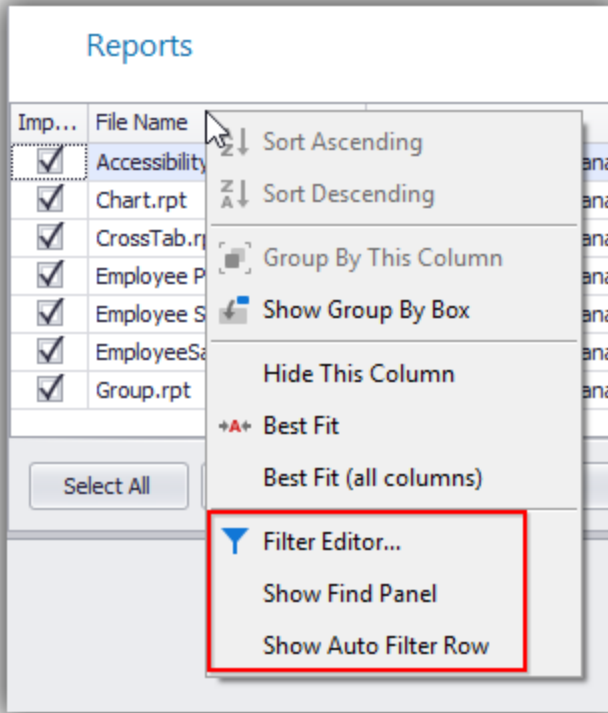 Reports
Imp... File Name
Accessibility
Chart.rpt
CrossTab.rp
Employee P
Employee S
EmployeeSa
Group.rpt
Select All
Sort Ascending
Sort Descending
Group By This Column
Show Group By Box
Hide This Column
Best Fit
Best Fit (all columns)
Filter Editor...
Show Find Panel
Show Auto Filter Row